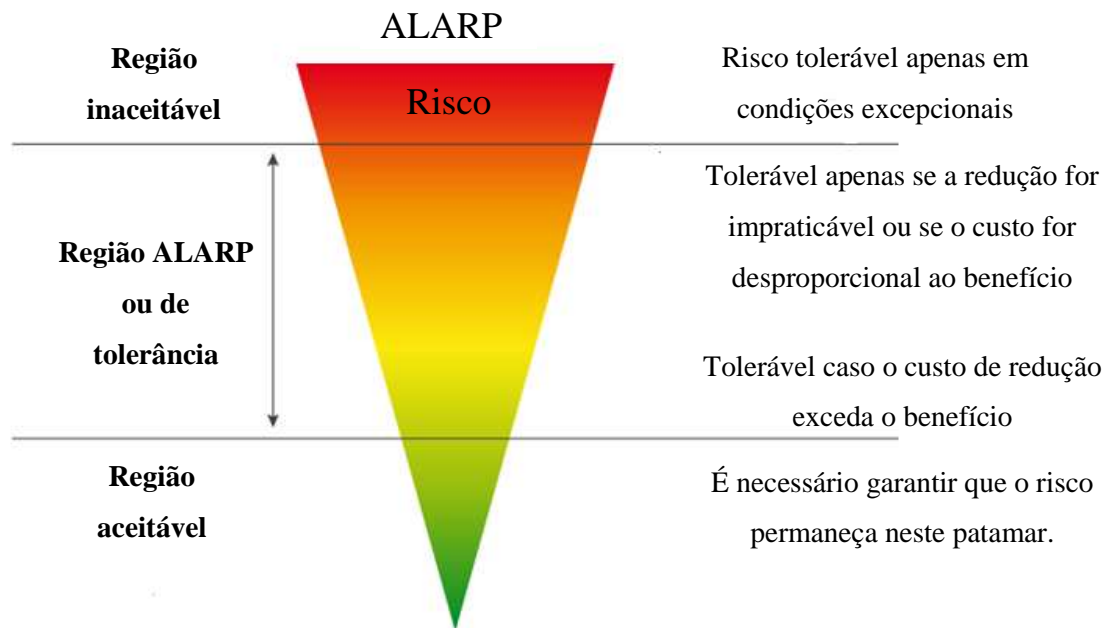 ALARP
Região
inaceitável
Risco
Risco tolerável apenas em
condições excepcionais
Região ALARP
ou de
tolerância
Tolerável apenas se a redução for
impraticável ou se o custo for
desproporcional ao benefício
Tolerável caso o custo de redução
exceda o benefício
Região
aceitável
É necessário garantir que o risco
permaneça neste patamar.